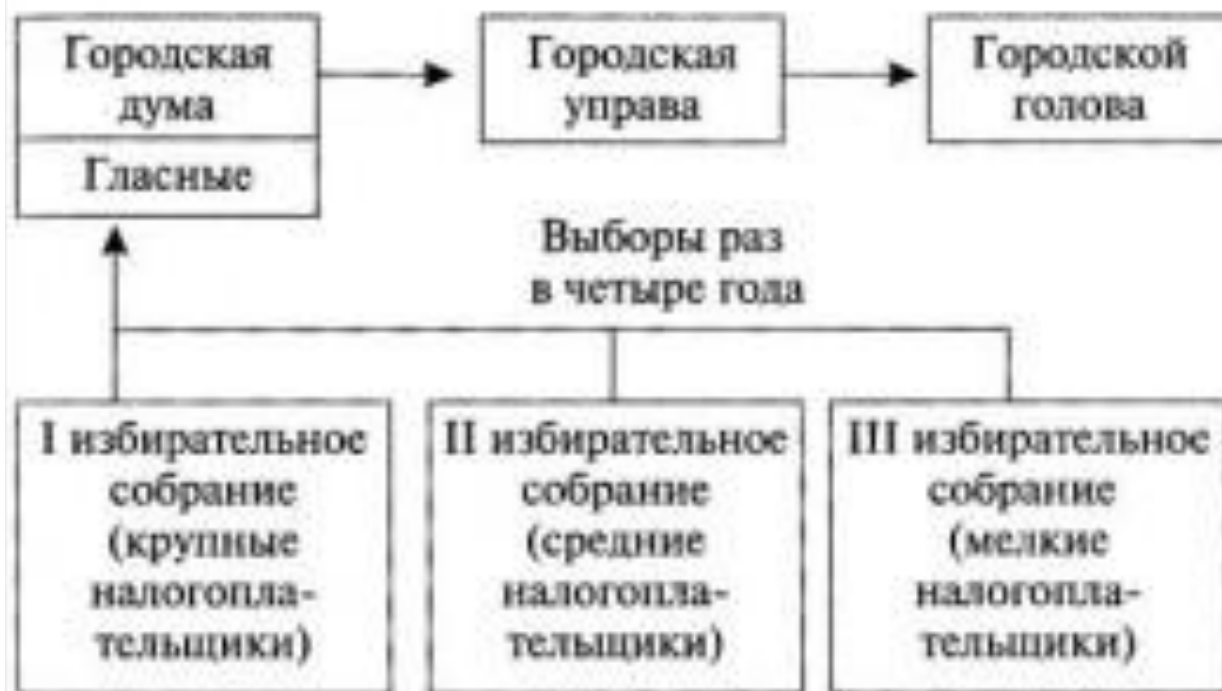 Городская
дума
Гласные
Городская
управа
Городской
голова
Выборы раз
в четыре года
I избирательное
собрание
(крупные
налогопла-
тельщики)
II избирательное
собрание
(средние
налогопла-
тельщики)
III избирательное
собрание
(мелкие
налогопла-
тельщики)